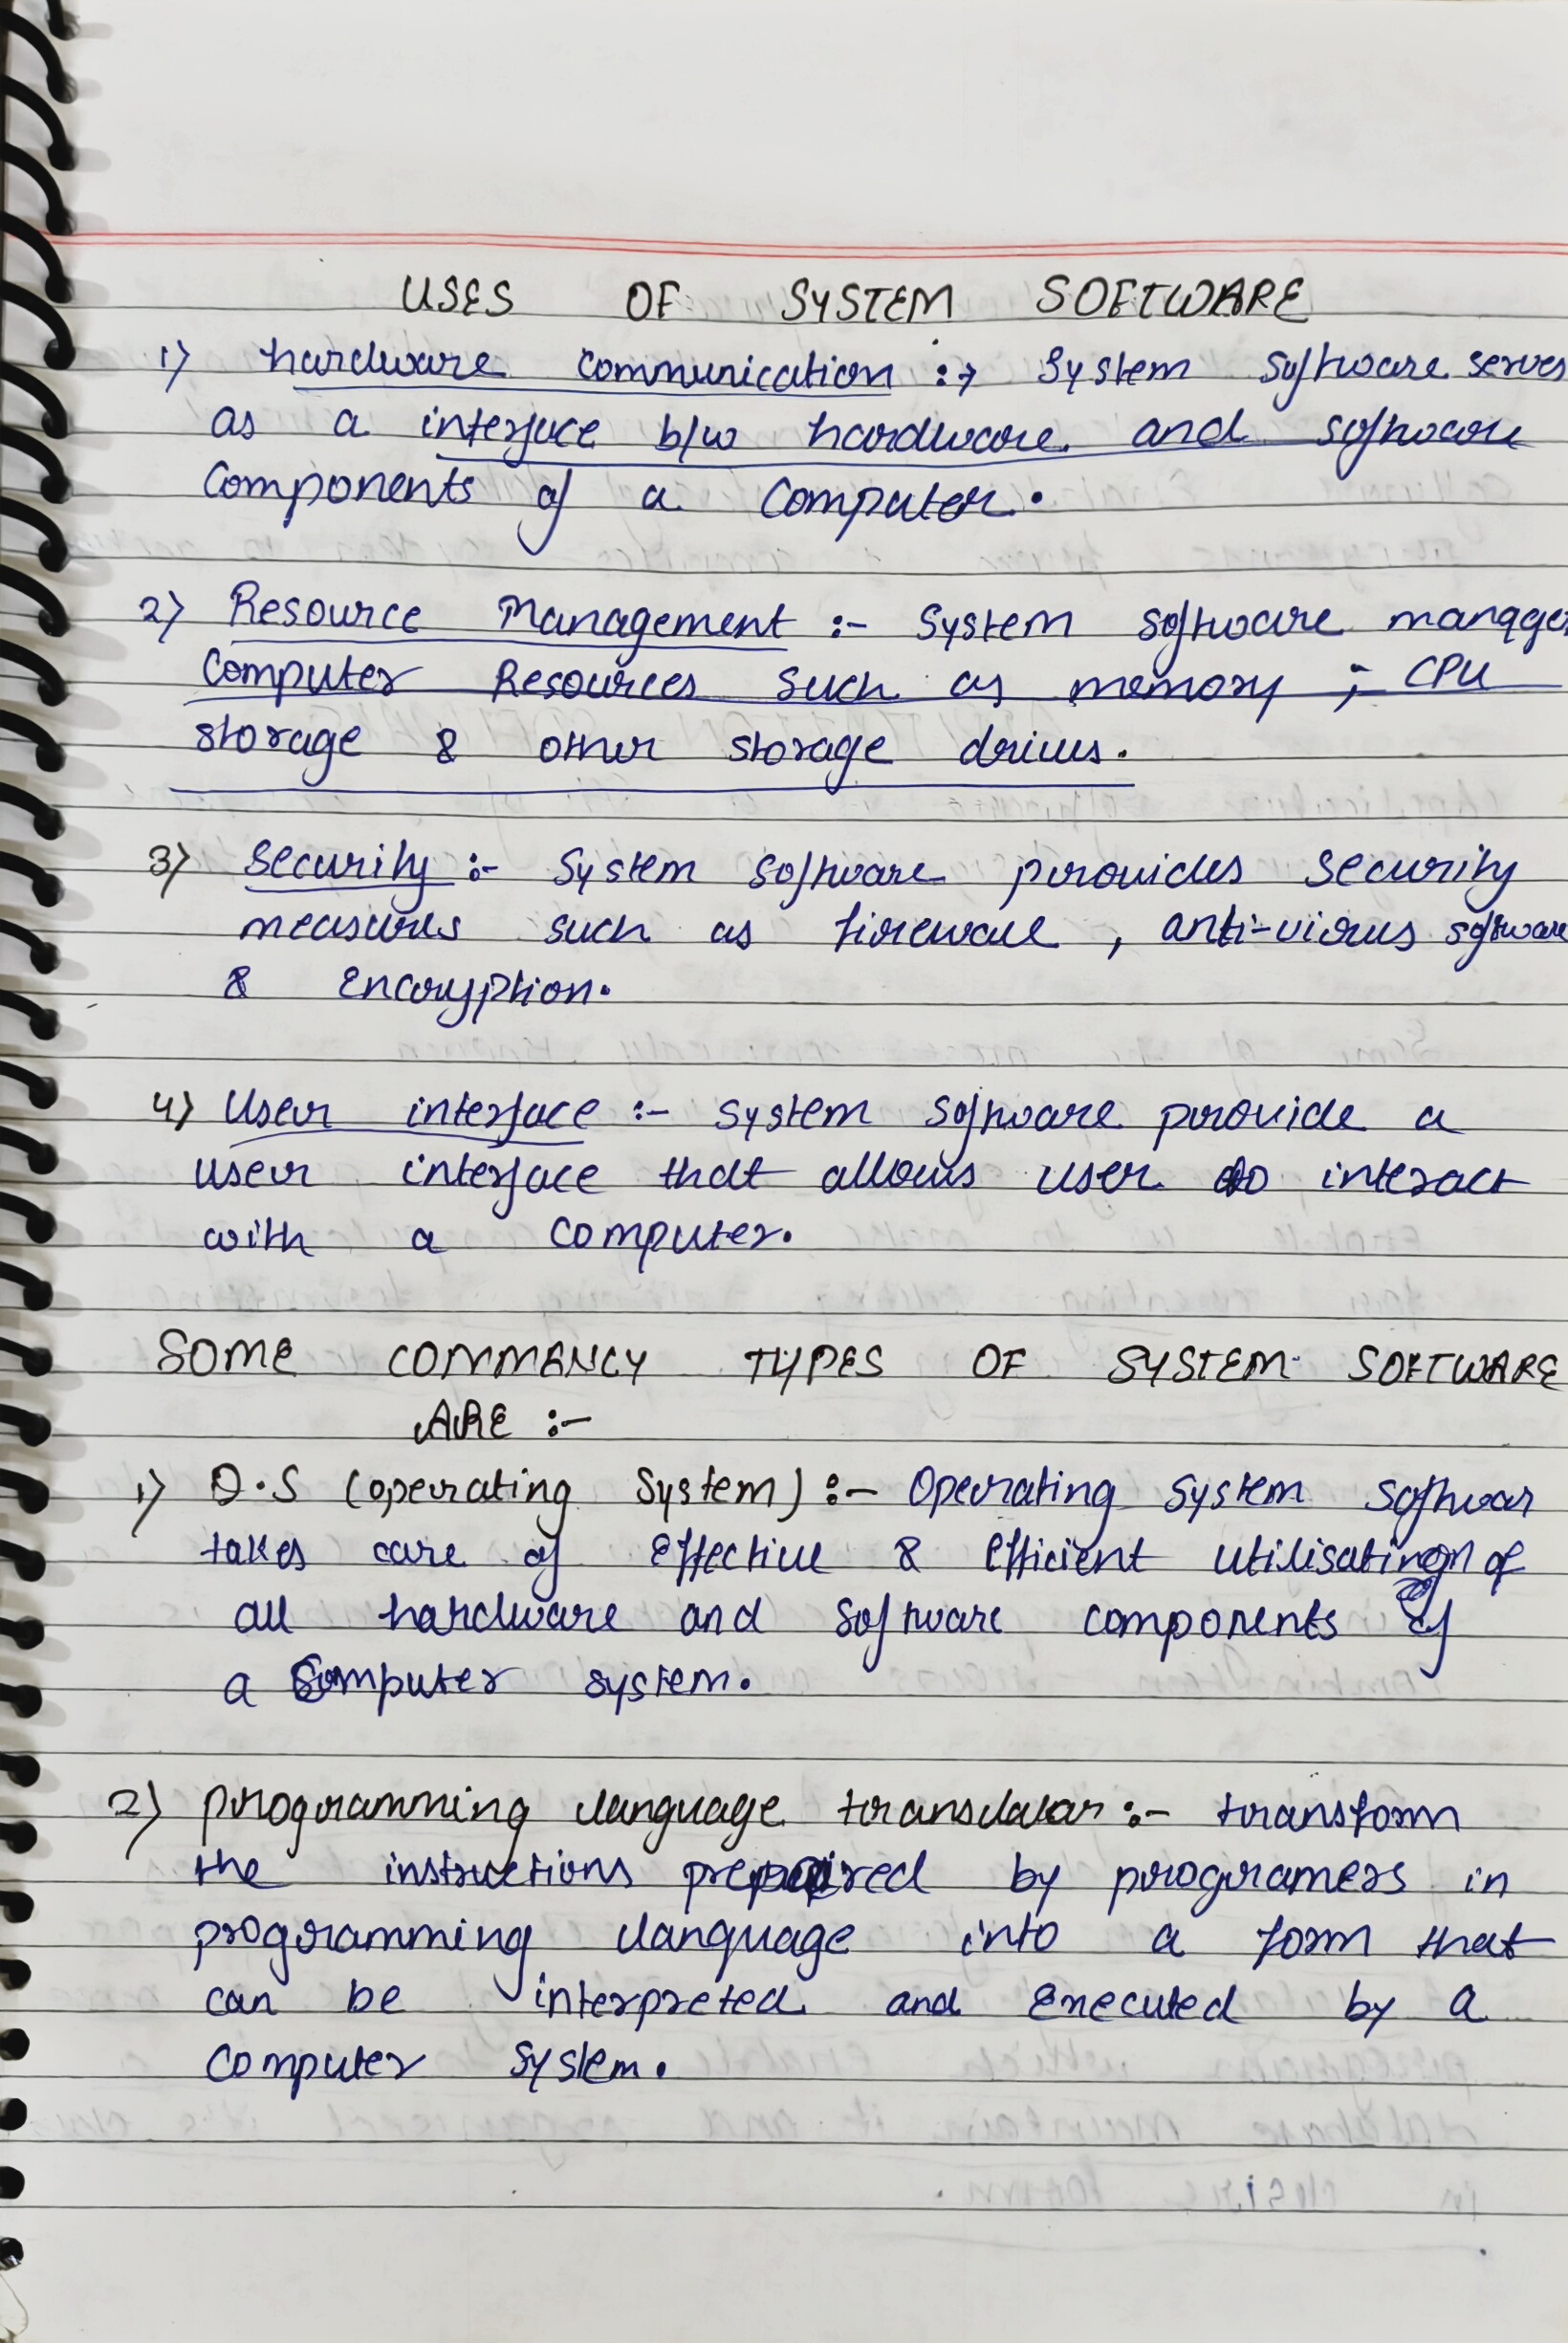 USES OF SYSTEM SOFTWARE
1) hardware communication :→ System Software serves
as a interface b/w hardware and software
Components of a Computer.
2) Resource Management :- System software manages
Computer Resources such as memory , CPU
storage & other storage drives.
3) Security :- System Software provides Security
measures such as firewall , anti-virus software
& Encryption.
4) User interface :- System Software provide a
user interface that allows user to interact
with a Computer.
SOME COMMANCY TYPES OF SYSTEM SOFTWARE
ARE :-
1) O.S (operating System) :- Operating System Softwar
takes care of Effective & Efficient utilisation of
all hardware and Software components of
a Computer system.
2) programming language translator :- transform
the instructions prepaired by programers in
programming language into a form that
can be interpreted and Executed by a
Computer System.